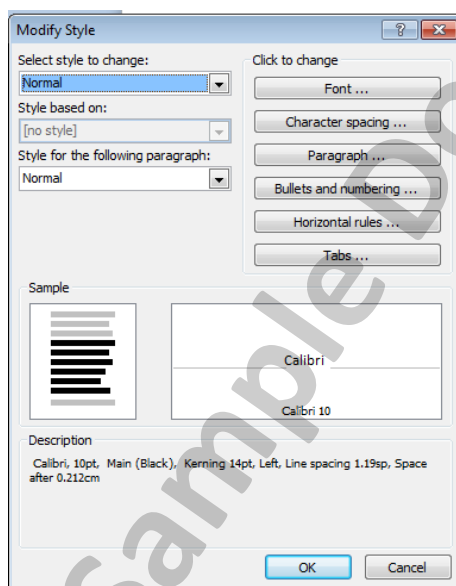 Modify Style
Select style to change:
Normal
Style based on:
[no style]
Style for the following paragraph:
Normal
Click to change
Font ...
Character spacing ...
Paragraph ...
Bullets and numbering ...
Horizontal rules ...
Tabs ...
Sample
Calibri
Calibri 10
Description
Calibri, 10pt, Main (Black), Kerning 14pt, Left, Line spacing 1.19sp, Space
after 0.212cm
OK
Cancel
Sample Do